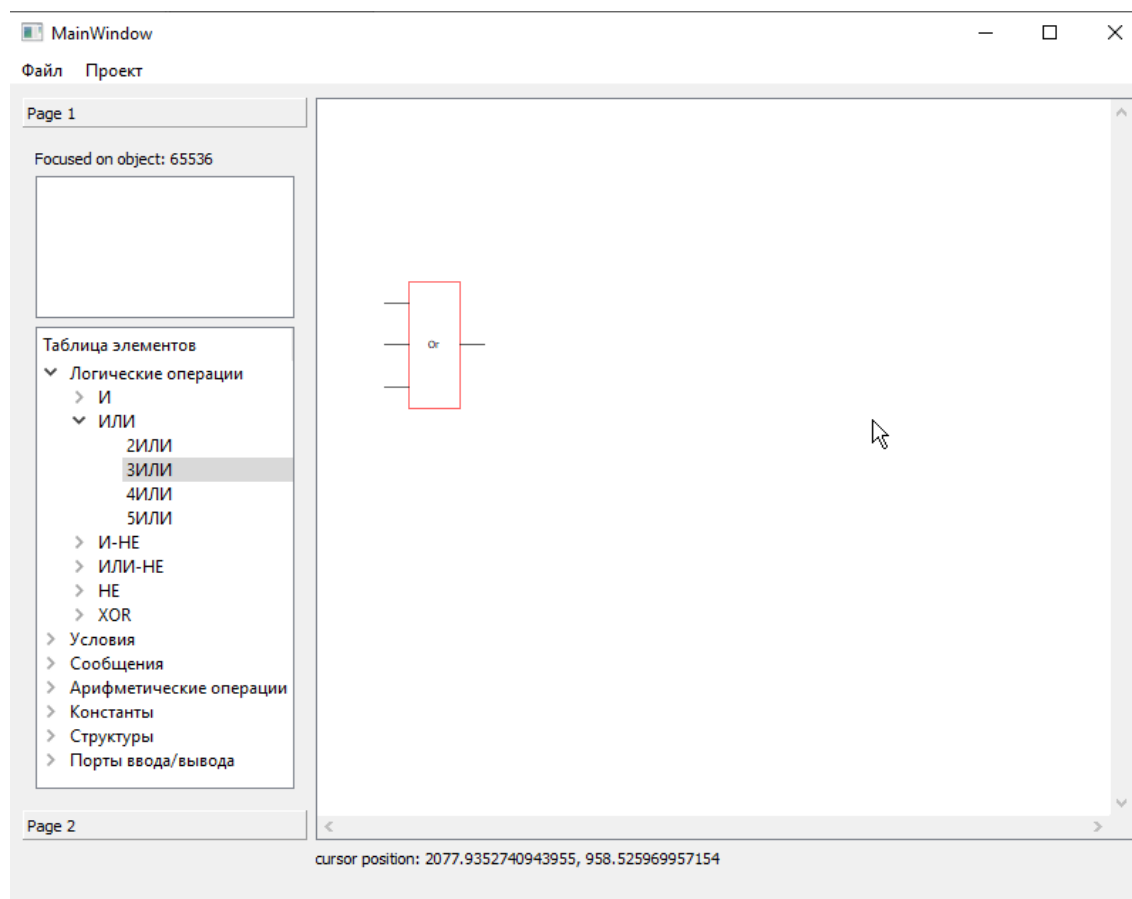 MainWindow
Файл Проект
Page 1
Focused on object: 65536
Таблица элементов
Логические операции
И
ИЛИ
2ИЛИ
3ИЛИ
4ИЛИ
5ИЛИ
И-НЕ
ИЛИ-НЕ
НЕ
XOR
Условия
Сообщения
Арифметические операции
Константы
Структуры
Порты ввода/вывода
Page 2
Or
cursor position: 2077.9352740943955, 958.525969957154